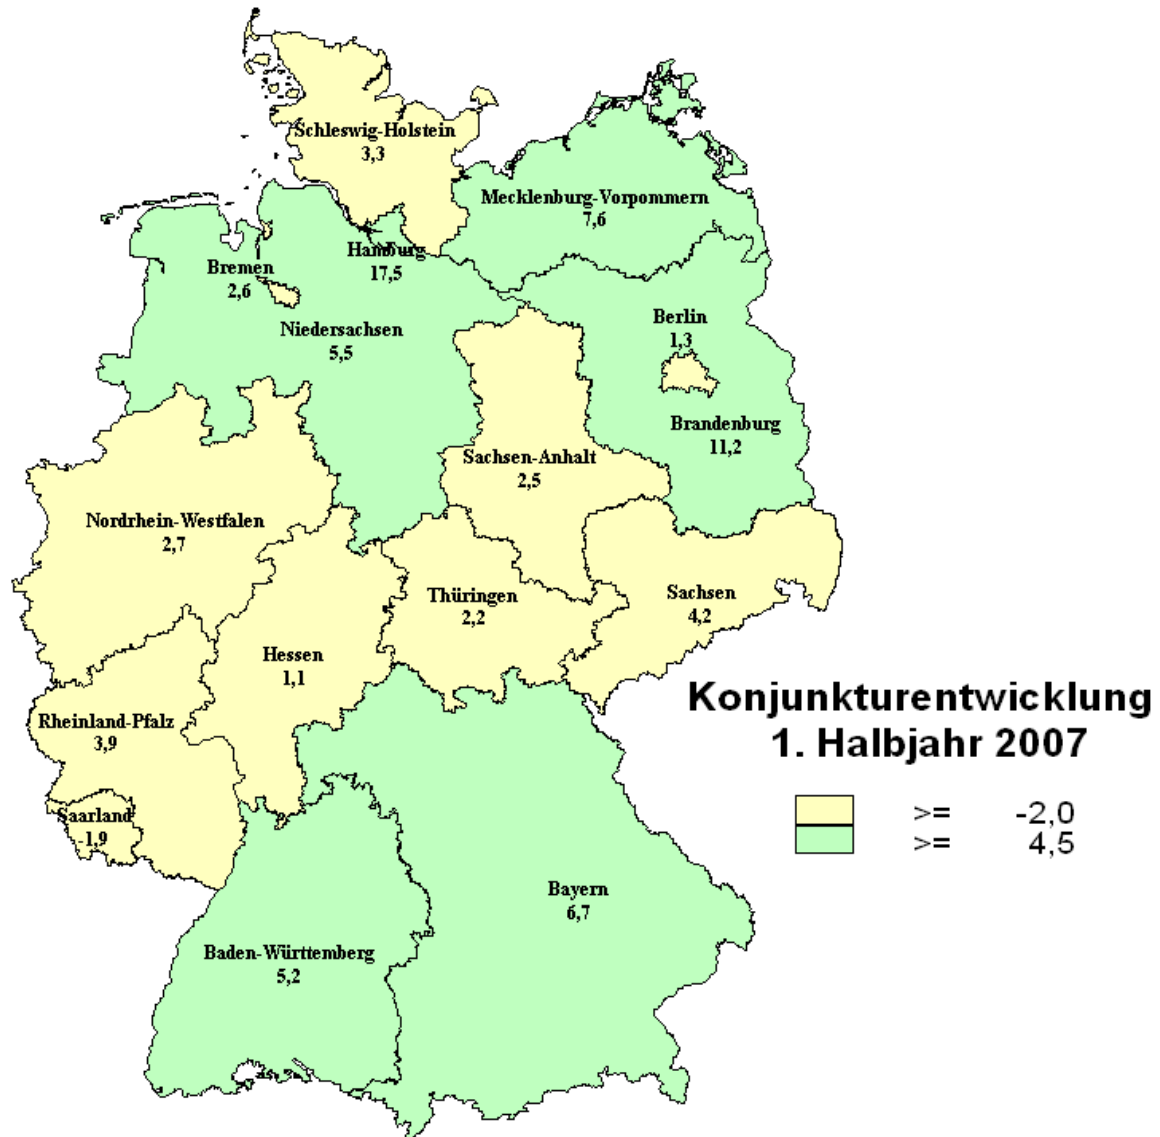 Schleswig-Holstein
3,3
Mecklenburg-Vorpommern
7,6
Hamburg
17,5
Bremen
2,6
Niedersachsen
5,5
Berlin
1,3
Brandenburg
11,2
Sachsen-Anhalt
2,5
Nordrhein-Westfalen
2,7
Thüringen
2,2
Sachsen
4,2
Hessen
1,1
Rheinland-Pfalz
3,9
Saarland
-1,9
Bayern
6,7
Baden-Württemberg
5,2
Konjunkturentwicklung
1. Halbjahr 2007
>= -2,0
>= 4,5